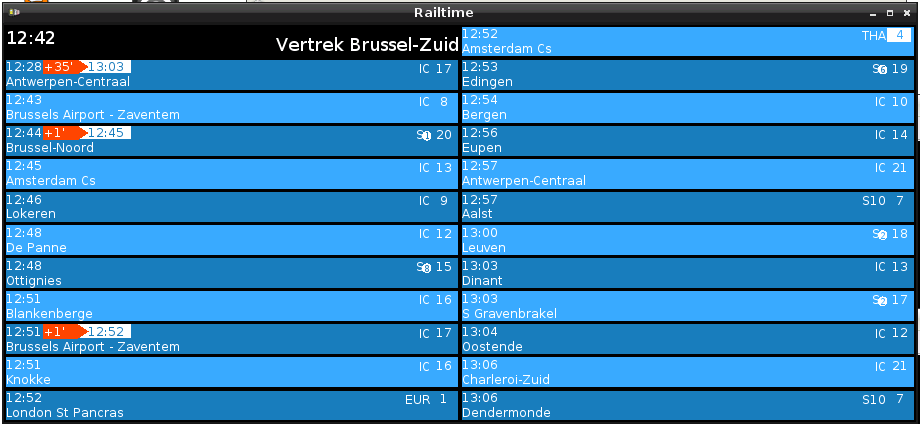 Railtime
12:42
Vertrek Brussel-Zuid
12:28 +35' 13:03 IC 17
Antwerpen-Centraal
12:43 IC 8
Brussels Airport - Zaventem
12:44 +1' 12:45 S1 20
Brussel-Noord
12:45 IC 13
Amsterdam Cs
12:46 IC 9
Lokeren
12:48 IC 12
De Panne
12:48 S8 15
Ottignies
12:51 IC 16
Blankenberge
12:51 +1' 12:52 IC 17
Brussels Airport - Zaventem
12:51 IC 16
Knokke
12:52 EUR 1
London St Pancras
12:52 THA 4
Amsterdam Cs
12:53 S6 19
Edingen
12:54 IC 10
Bergen
12:56 IC 14
Eupen
12:57 IC 21
Antwerpen-Centraal
12:57 S10 7
Aalst
13:00 S2 18
Leuven
13:03 IC 13
Dinant
13:03 S2 17
S Gravenbrakel
13:04 IC 12
Oostende
13:06 IC 21
Charleroi-Zuid
13:06 S10 7
Dendermonde